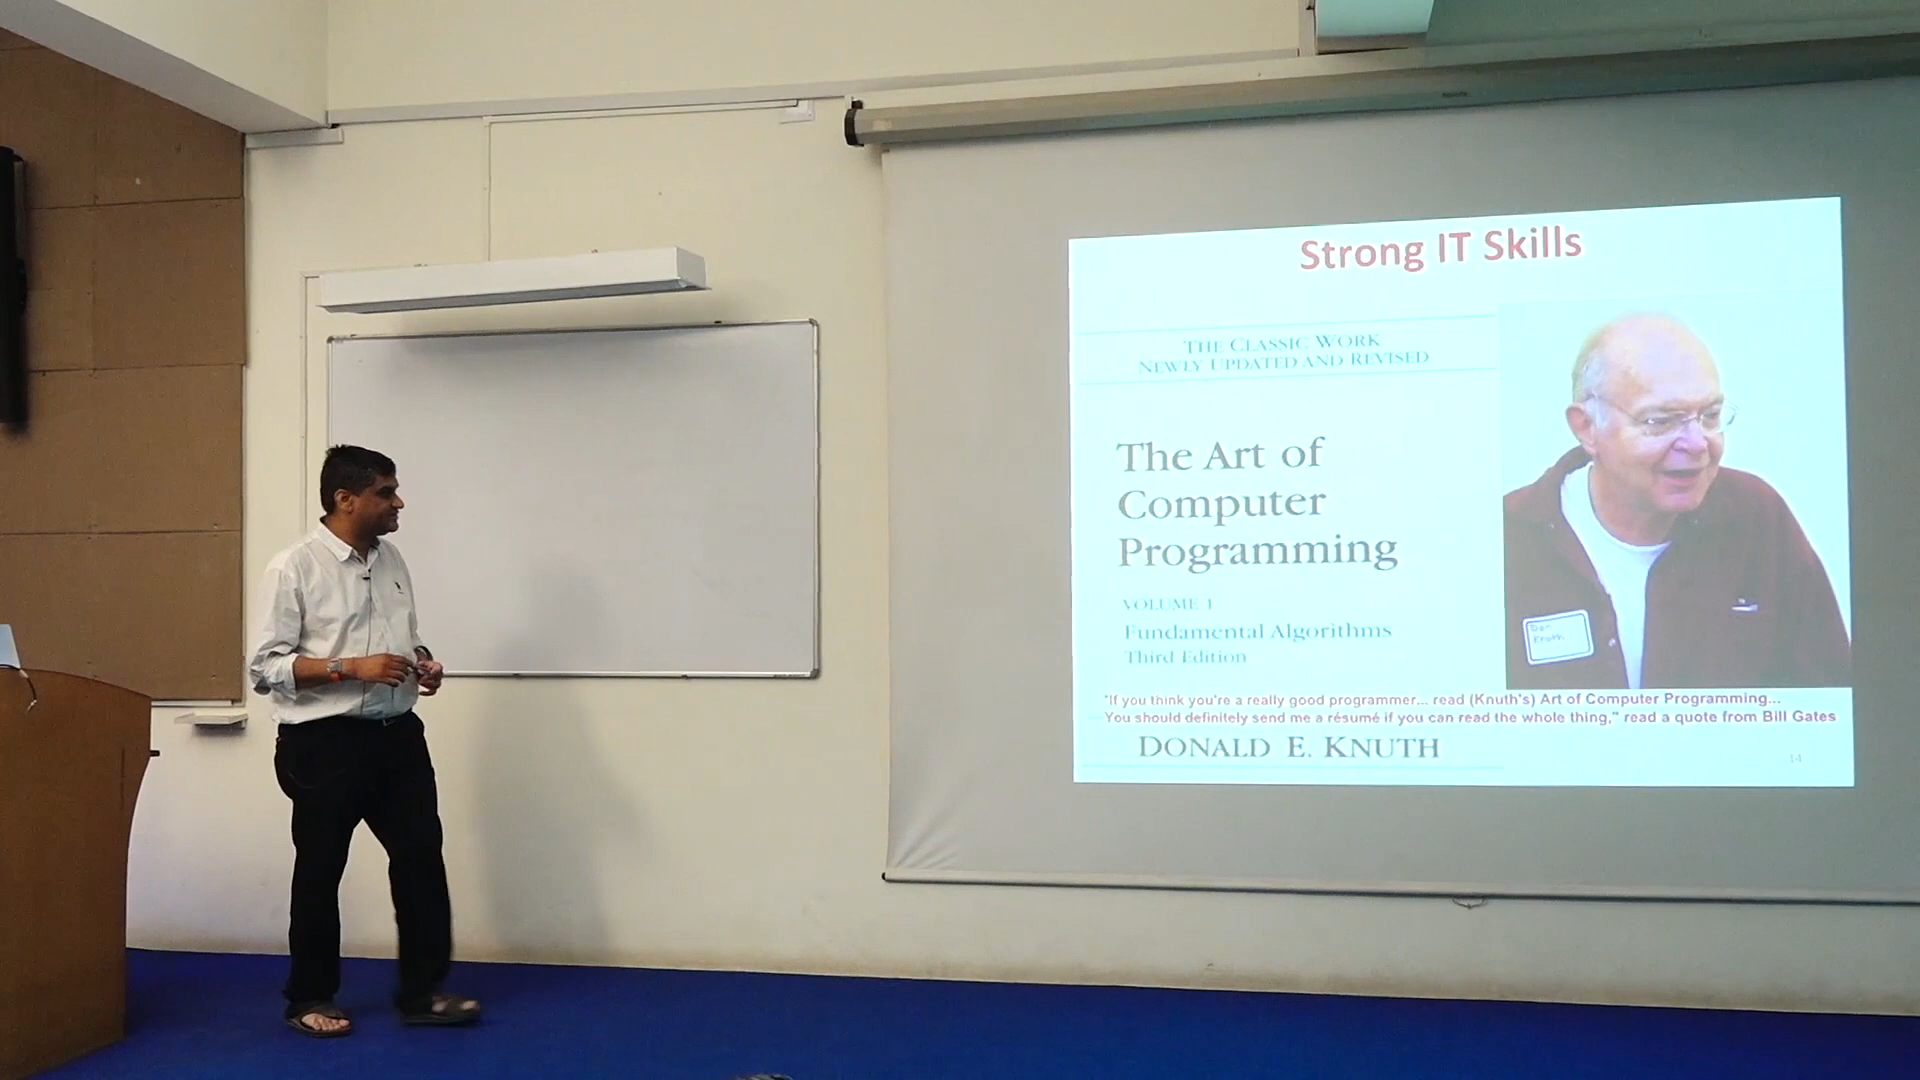 Strong IT Skills
THE CLASSIC WORK
NEWLY UPDATED AND REVISED
The Art of
Computer
Programming
VOLUME 1
Fundamental Algorithms
Third Edition
Don
Knuth
"If you think you're a really good programmer... read (Knuth's) Art of Computer Programming...
You should definitely send me a résumé if you can read the whole thing," read a quote from Bill Gates
DONALD E. KNUTH
14